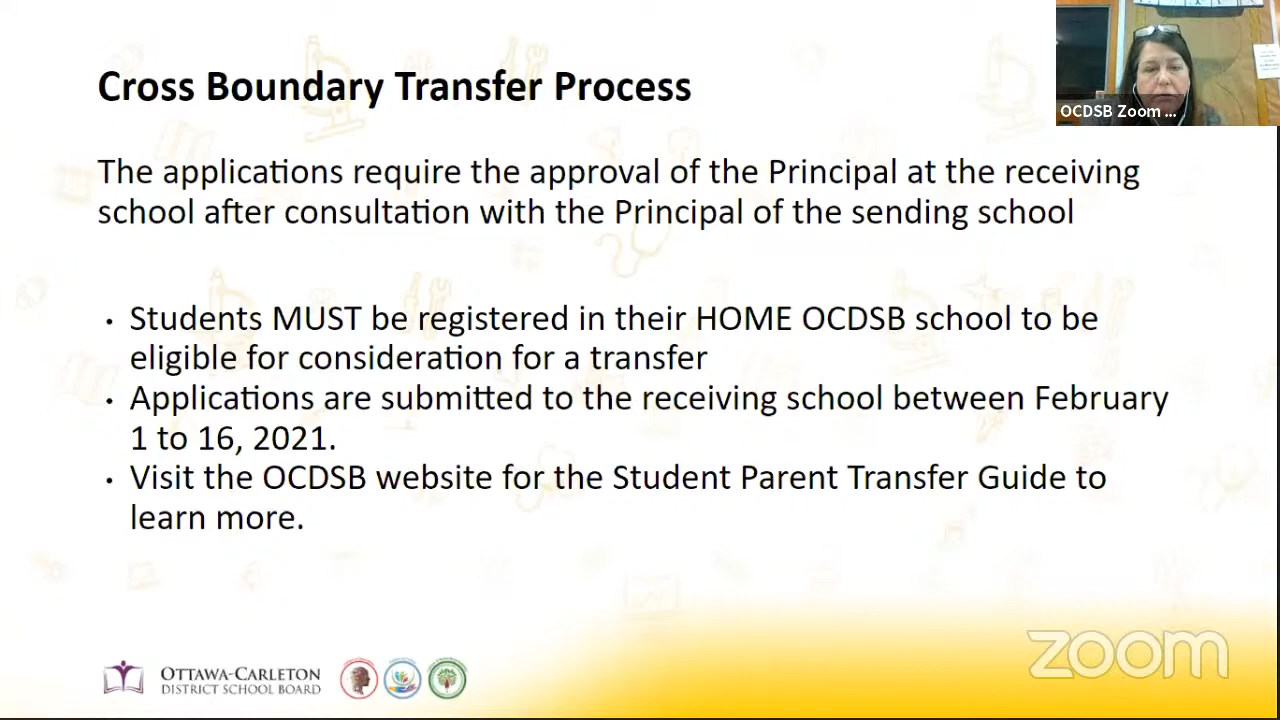 Cross Boundary Transfer Process
OCDSB Zoom ...
The applications require the approval of the Principal at the receiving
school after consultation with the Principal of the sending school
• Students MUST be registered in their HOME OCDSB school to be
eligible for consideration for a transfer
• Applications are submitted to the receiving school between February
1 to 16, 2021.
• Visit the OCDSB website for the Student Parent Transfer Guide to
learn more.
OTTAWA-CARLETON
DISTRICT SCHOOL BOARD
zoom